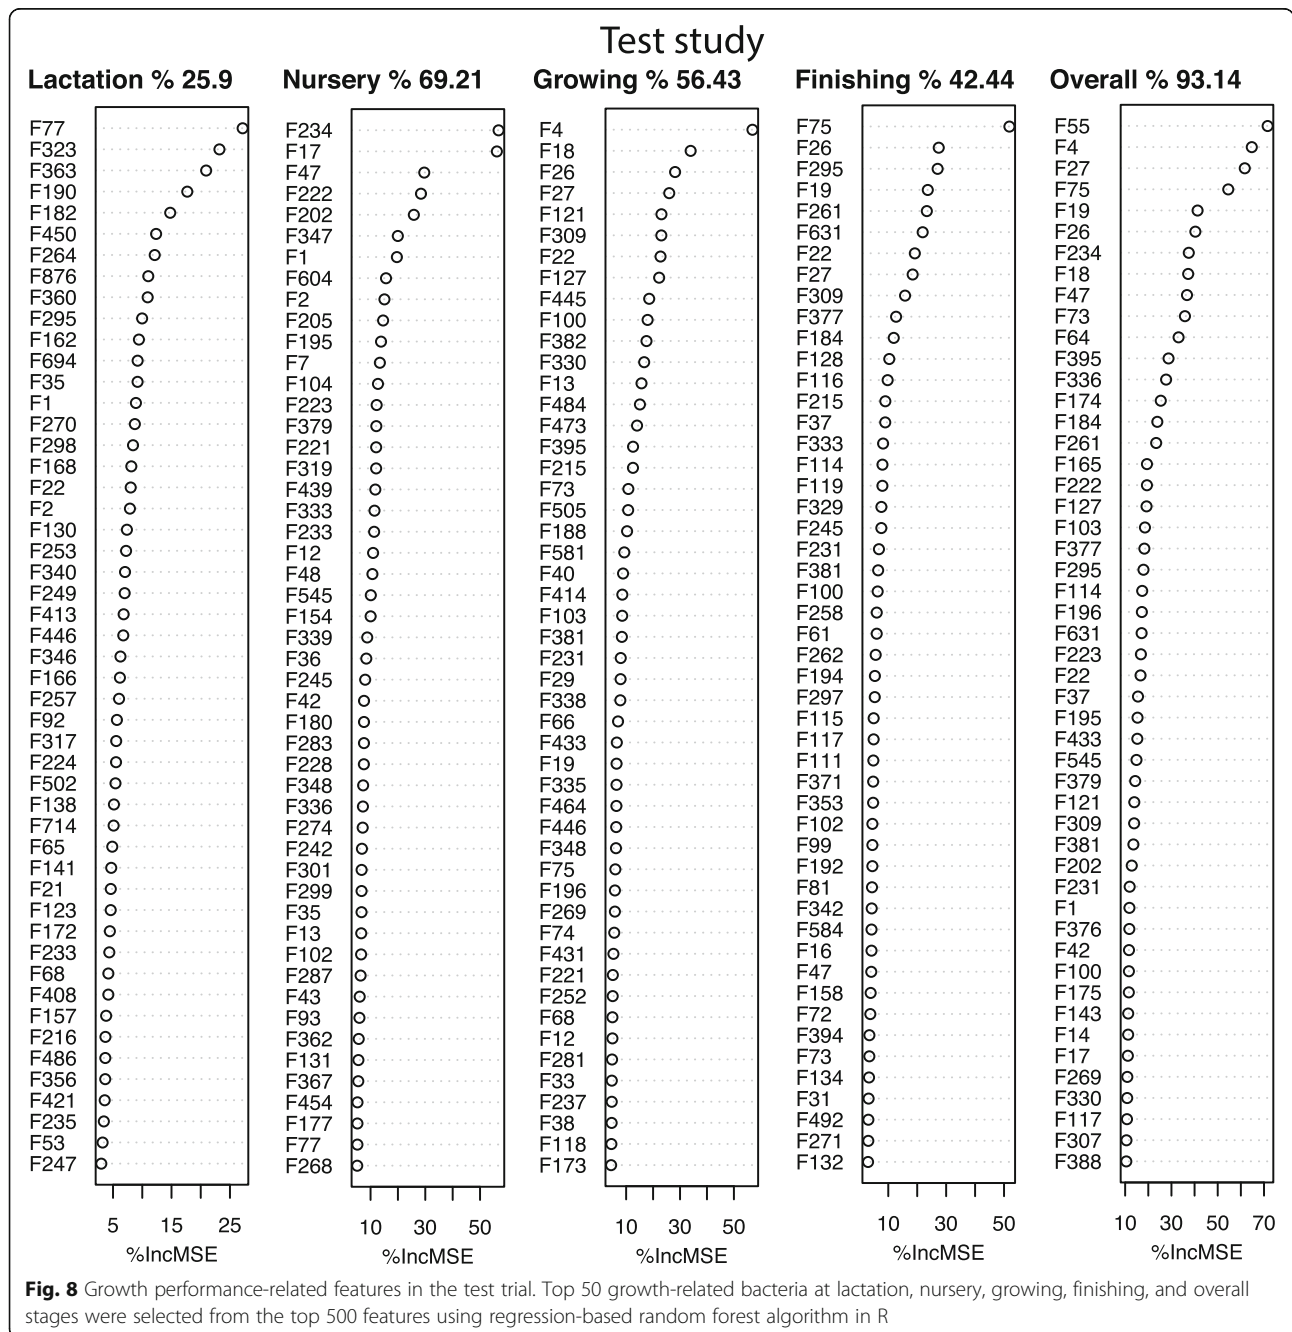 Test study
Lactation % 25.9
F77
F323
F363
F190
F182
F450
F264
F876
F360
F295
F162
F694
F35
F1
F270
F298
F168
F22
F2
F130
F253
F340
F249
F413
F446
F346
F166
F257
F92
F317
F224
F502
F138
F714
F65
F141
F21
F123
F172
F233
F68
F408
F157
F216
F486
F356
F421
F235
F53
F247
5 15 25
%IncMSE
Nursery % 69.21
F234
F17
F47
F222
F202
F347
F1
F604
F2
F205
F195
F7
F104
F223
F379
F221
F319
F439
F333
F233
F12
F48
F545
F154
F339
F36
F245
F42
F180
F283
F228
F348
F336
F274
F242
F301
F299
F35
F13
F102
F287
F43
F93
F362
F131
F367
F454
F177
F77
F268
10 30 50
%IncMSE
Growing % 56.43
F4
F18
F26
F27
F121
F309
F22
F127
F445
F100
F382
F330
F13
F484
F473
F395
F215
F73
F505
F188
F581
F40
F414
F103
F381
F231
F29
F338
F66
F433
F19
F335
F464
F446
F348
F75
F196
F269
F74
F431
F221
F252
F68
F12
F281
F33
F237
F38
F118
F173
10 30 50
%IncMSE
Finishing % 42.44
F75
F26
F295
F19
F261
F631
F22
F27
F309
F377
F184
F128
F116
F215
F37
F333
F114
F119
F329
F245
F231
F381
F100
F258
F61
F262
F194
F297
F115
F117
F111
F371
F353
F102
F99
F192
F81
F342
F584
F16
F47
F158
F72
F394
F73
F134
F31
F492
F271
F132
10 30 50
%IncMSE
Overall % 93.14
F55
F4
F27
F75
F19
F26
F234
F18
F47
F73
F64
F395
F336
F174
F184
F261
F165
F222
F127
F103
F377
F295
F114
F196
F631
F223
F22
F37
F195
F433
F545
F379
F121
F309
F381
F202
F231
F1
F376
F42
F100
F175
F143
F14
F17
F269
F330
F117
F307
F388
10 30 50 70
%IncMSE
Fig. 8 Growth performance-related features in the test trial. Top 50 growth-related bacteria at lactation, nursery, growing, finishing, and overall
stages were selected from the top 500 features using regression-based random forest algorithm in R